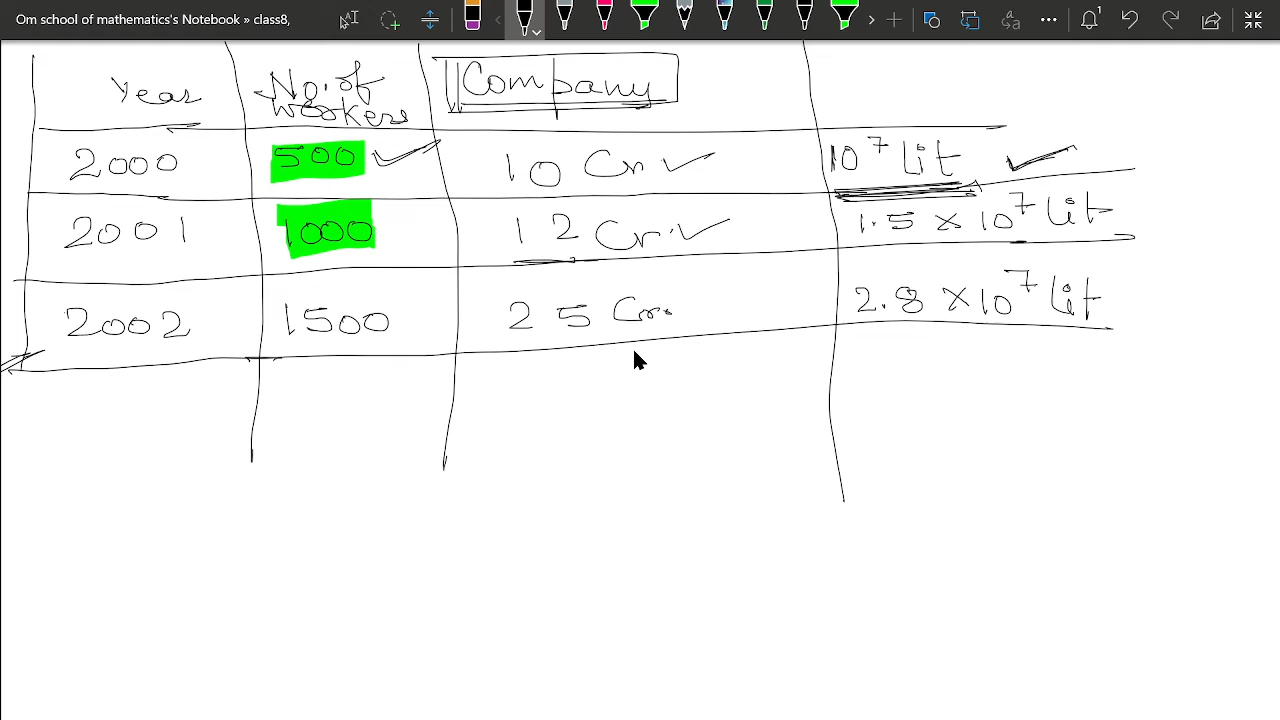 Om school of mathematics's Notebook » class8,
Year No. of Company
workers
2000 500 10 Cr 10⁷ Lit
2001 1000 12 Cr. 1.5 × 10⁷ Lit
2002 1500 25 Cr. 2.8 × 10⁷ Lit